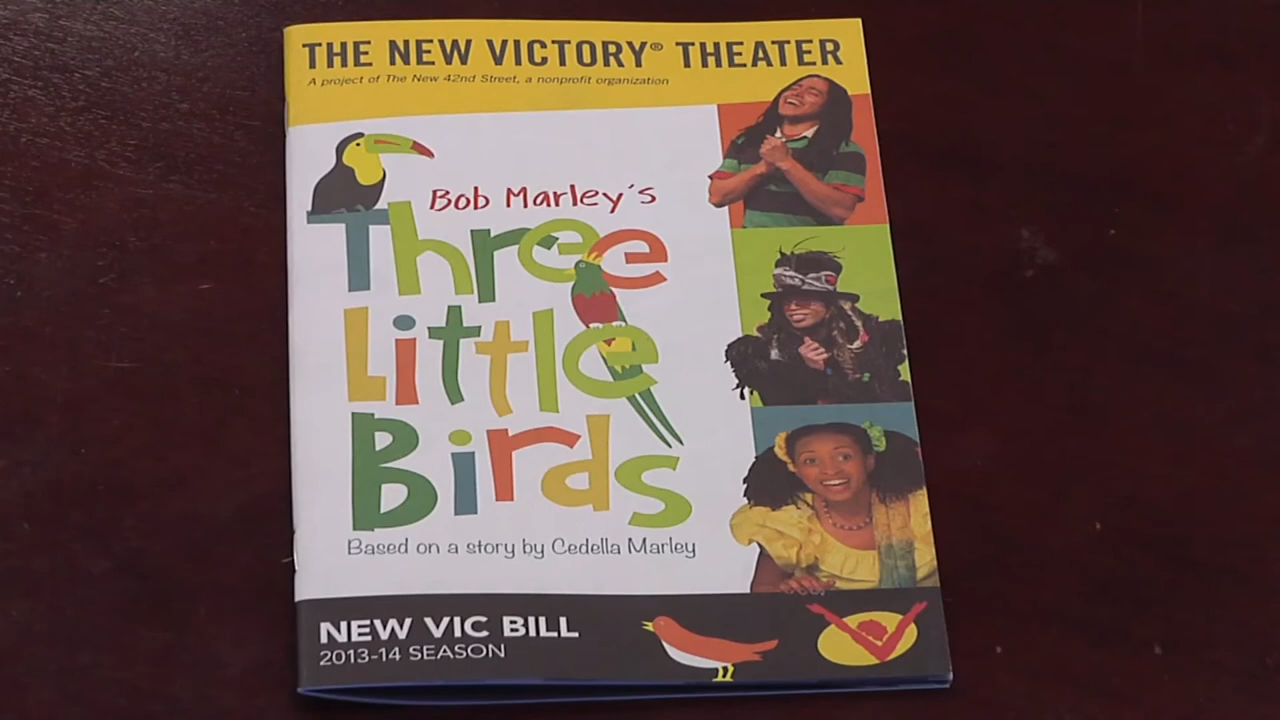 THE NEW VICTORY® THEATER
A project of The New 42nd Street, a nonprofit organization
Bob Marley's
Three
Little
Birds
Based on a story by Cedella Marley
NEW VIC BILL
2013-14 SEASON